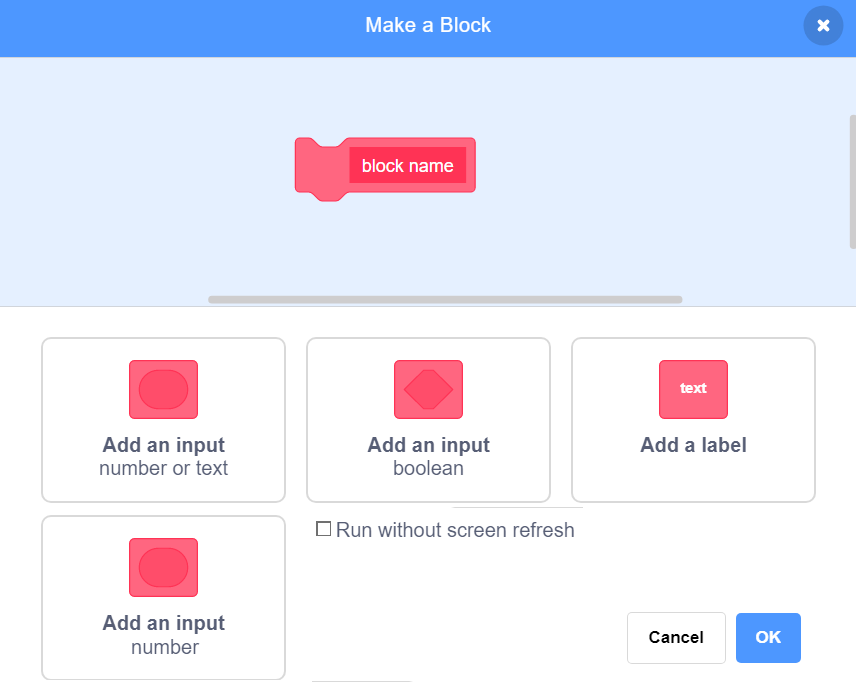 Make a Block
block name
text
Add an input
number or text
Add an input
boolean
Add a label
Run without screen refresh
Add an input
number
Cancel
OK